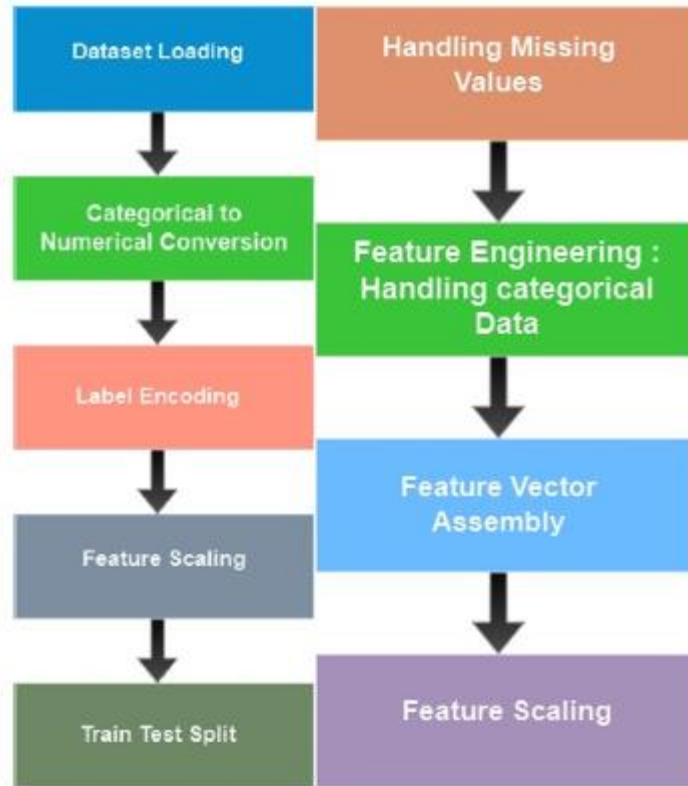 Dataset Loading
Categorical to
Numerical Conversion
Label Encoding
Feature Scaling
Train Test Split
Handling Missing
Values
Feature Engineering :
Handling categorical
Data
Feature Vector
Assembly
Feature Scaling